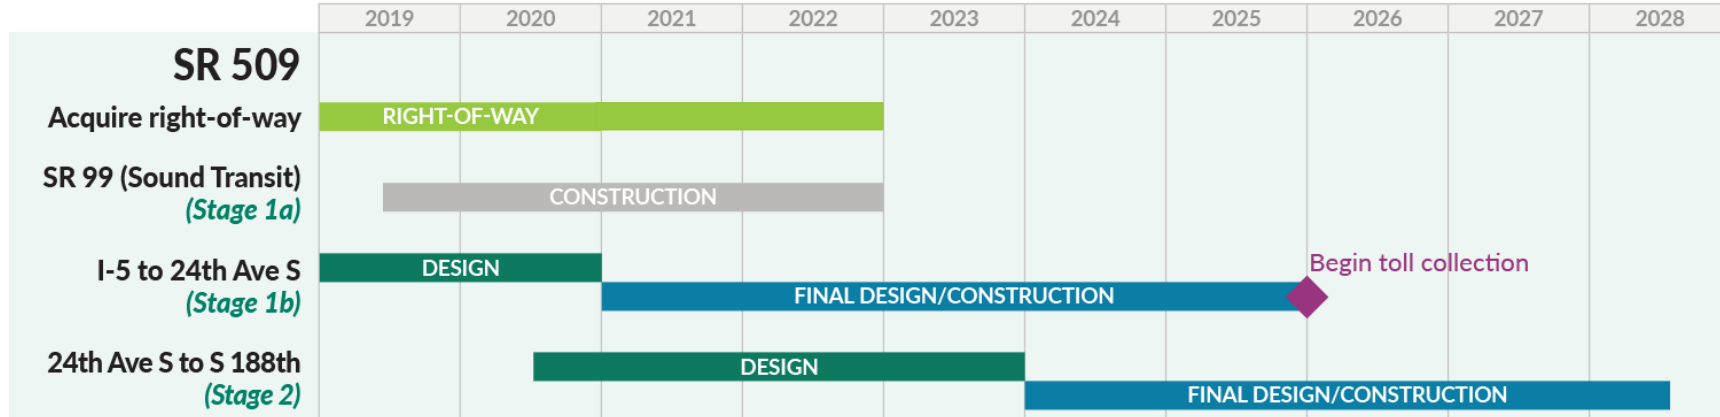 2019 2020 2021 2022 2023 2024 2025 2026 2027 2028
SR 509
Acquire right-of-way
RIGHT-OF-WAY
SR 99 (Sound Transit)
(Stage 1a)
CONSTRUCTION
I-5 to 24th Ave S
(Stage 1b)
DESIGN
FINAL DESIGN/CONSTRUCTION
Begin toll collection
24th Ave S to S 188th
(Stage 2)
DESIGN
FINAL DESIGN/CONSTRUCTION